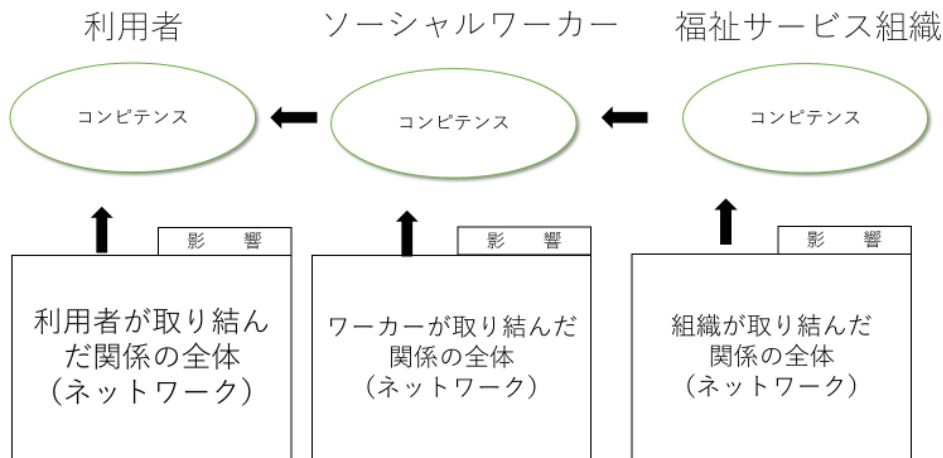 利用者
ソーシャルワーカー
福祉サービス組織
コンピテンス
コンピテンス
コンピテンス
影　響
影　響
影　響
利用者が取り結ん
だ関係の全体
（ネットワーク）
ワーカーが取り結んだ
関係の全体
（ネットワーク）
組織が取り結んだ
関係の全体
（ネットワーク）